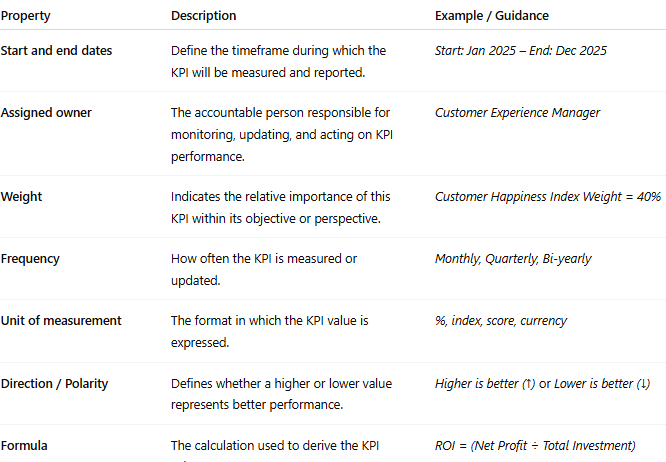 Property Description Example / Guidance
Start and end dates Define the timeframe during which the Start: Jan 2025 – End: Dec 2025
KPI will be measured and reported.
Assigned owner The accountable person responsible for Customer Experience Manager
monitoring, updating, and acting on KPI
performance.
Weight Indicates the relative importance of this Customer Happiness Index Weight = 40%
KPI within its objective or perspective.
Frequency How often the KPI is measured or Monthly, Quarterly, Bi-yearly
updated.
Unit of measurement The format in which the KPI value is %, index, score, currency
expressed.
Direction / Polarity Defines whether a higher or lower value Higher is better (↑) or Lower is better (↓)
represents better performance.
Formula The calculation used to derive the KPI ROI = (Net Profit ÷ Total Investment)